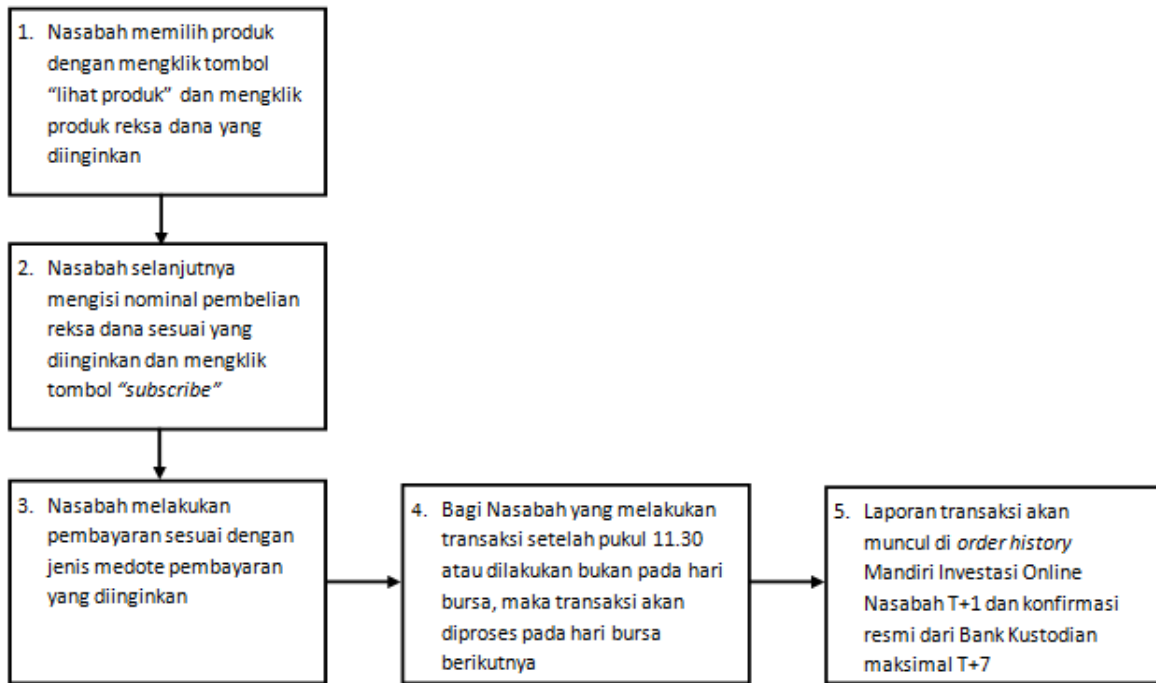 1. Nasabah memilih produk
dengan mengklik tombol
“lihat produk” dan mengklik
produk reksa dana yang
diinginkan
2. Nasabah selanjutnya
mengisi nominal pembelian
reksa dana sesuai yang
diinginkan dan mengklik
tombol “subscribe”
3. Nasabah melakukan
pembayaran sesuai dengan
jenis medote pembayaran
yang diinginkan
4. Bagi Nasabah yang melakukan
transaksi setelah pukul 11.30
atau dilakukan bukan pada hari
bursa, maka transaksi akan
diproses pada hari bursa
berikutnya
5. Laporan transaksi akan
muncul di order history
Mandiri Investasi Online
Nasabah T+1 dan konfirmasi
resmi dari Bank Kustodian
maksimal T+7